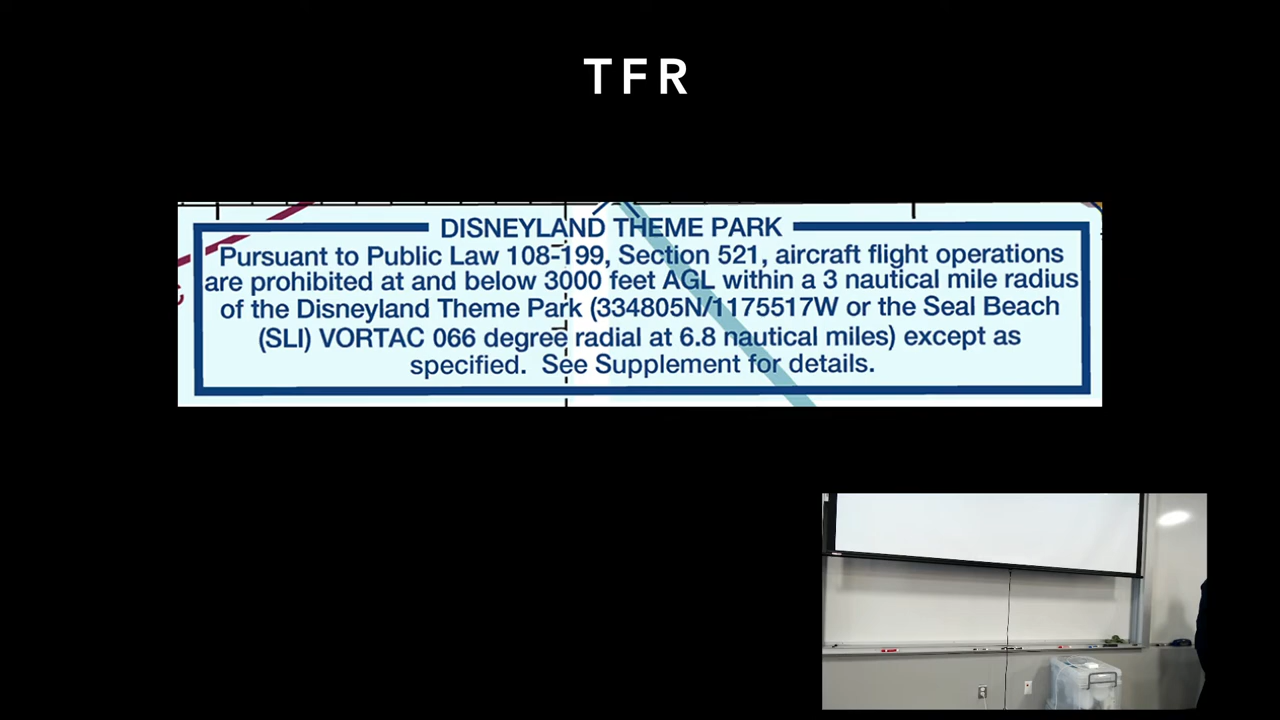 TFR
DISNEYLAND THEME PARK
Pursuant to Public Law 108-199, Section 521, aircraft flight operations
are prohibited at and below 3000 feet AGL within a 3 nautical mile radius
of the Disneyland Theme Park (334805N/1175517W or the Seal Beach
(SLI) VORTAC 066 degree radial at 6.8 nautical miles) except as
specified. See Supplement for details.